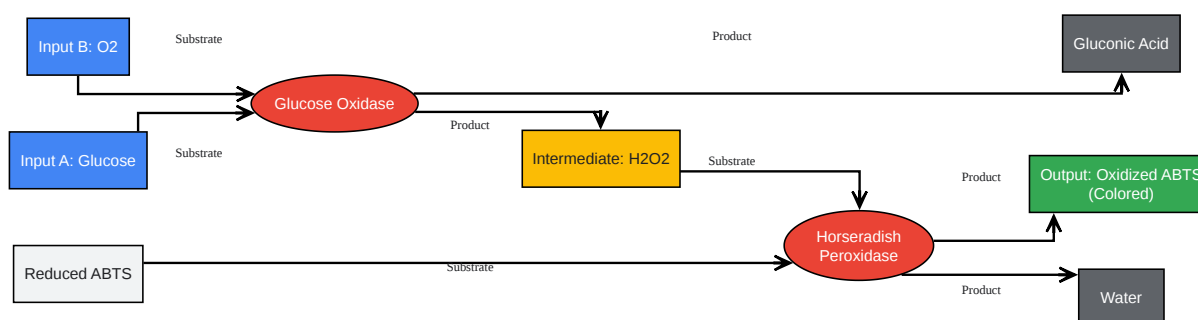 Input B: O2
Substrate
Product
Gluconic Acid
Glucose Oxidase
Product
Input A: Glucose
Substrate
Intermediate: H2O2
Substrate
Product
Output: Oxidized ABTS
(Colored)
Horseradish
Peroxidase
Reduced ABTS
Substrate
Product
Water